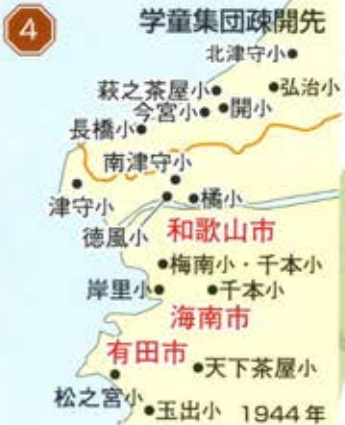 4
学童集団疎開先
北津守小
萩之茶屋小
弘治小
今宮小
開小
長橋小
南津守小
津守小
橘小
徳風小
和歌山市
梅南小・千本小
岸里小
千本小
海南市
有田市
天下茶屋小
松之宮小
玉出小
1944年